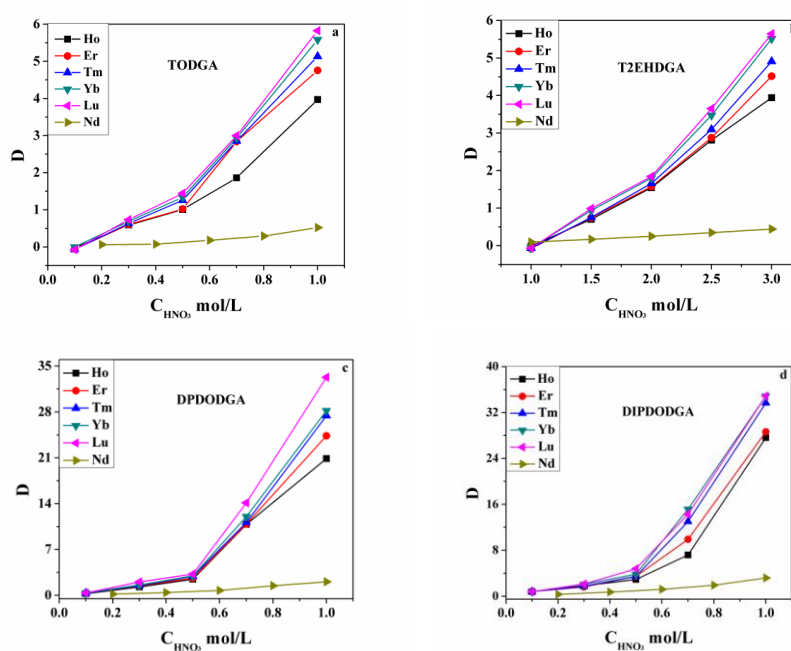 a
TODGA
Ho
Er
Tm
Yb
Lu
Nd
D
6
5
4
3
2
1
0
0.0 0.2 0.4 0.6 0.8 1.0
C_HNO₃ mol/L
T2EHDGA
Ho
Er
Tm
Yb
Lu
Nd
D
6
5
4
3
2
1
0
1.0 1.5 2.0 2.5 3.0
C_HNO₃ mol/L
c
DPDODGA
Ho
Er
Tm
Yb
Lu
Nd
D
35
28
21
14
7
0
0.0 0.2 0.4 0.6 0.8 1.0
C_HNO₃ mol/L
d
DIPDODGA
Ho
Er
Tm
Yb
Lu
Nd
D
40
32
24
16
8
0
0.0 0.2 0.4 0.6 0.8 1.0
C_HNO₃ mol/L